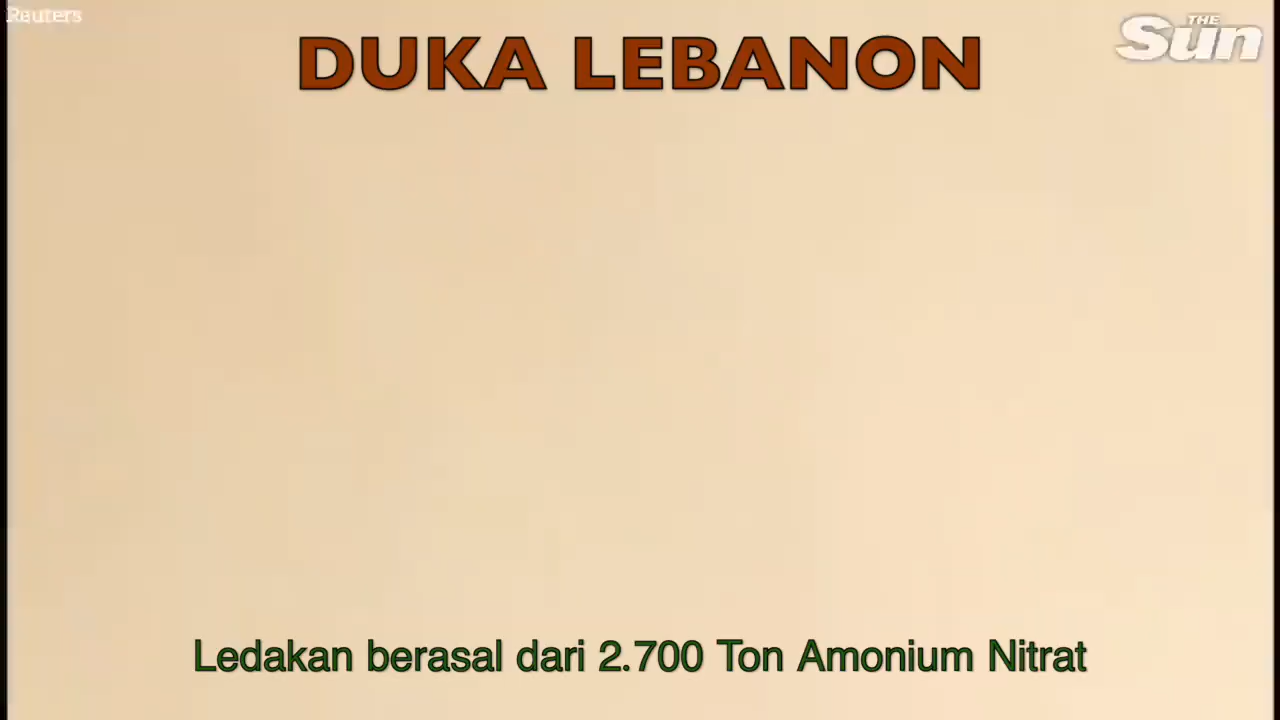 Reuters
THE
Sun
DUKA LEBANON
Ledakan berasal dari 2.700 Ton Amonium Nitrat